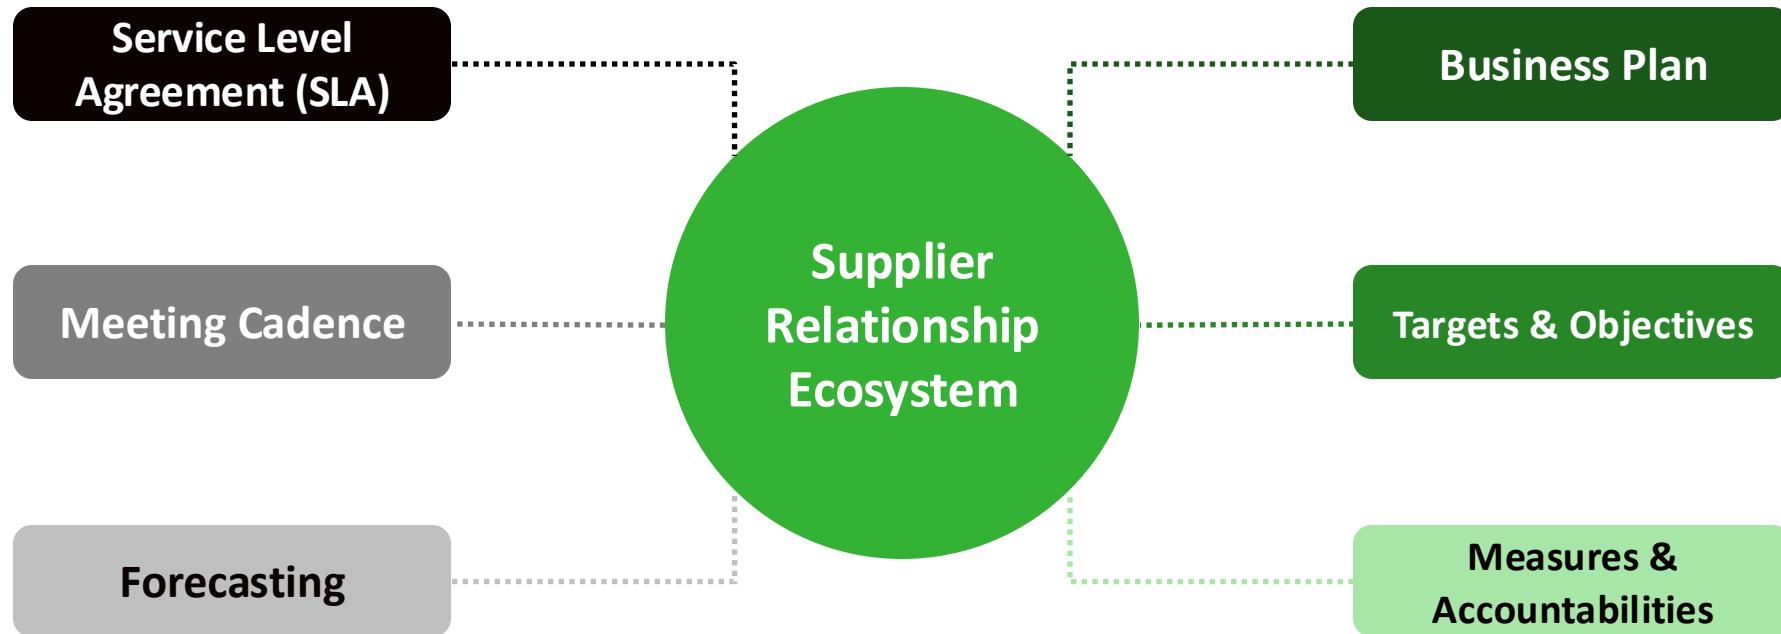 Service Level
Agreement (SLA)
Business Plan
Supplier
Relationship
Ecosystem
Meeting Cadence
Targets & Objectives
Forecasting
Measures &
Accountabilities